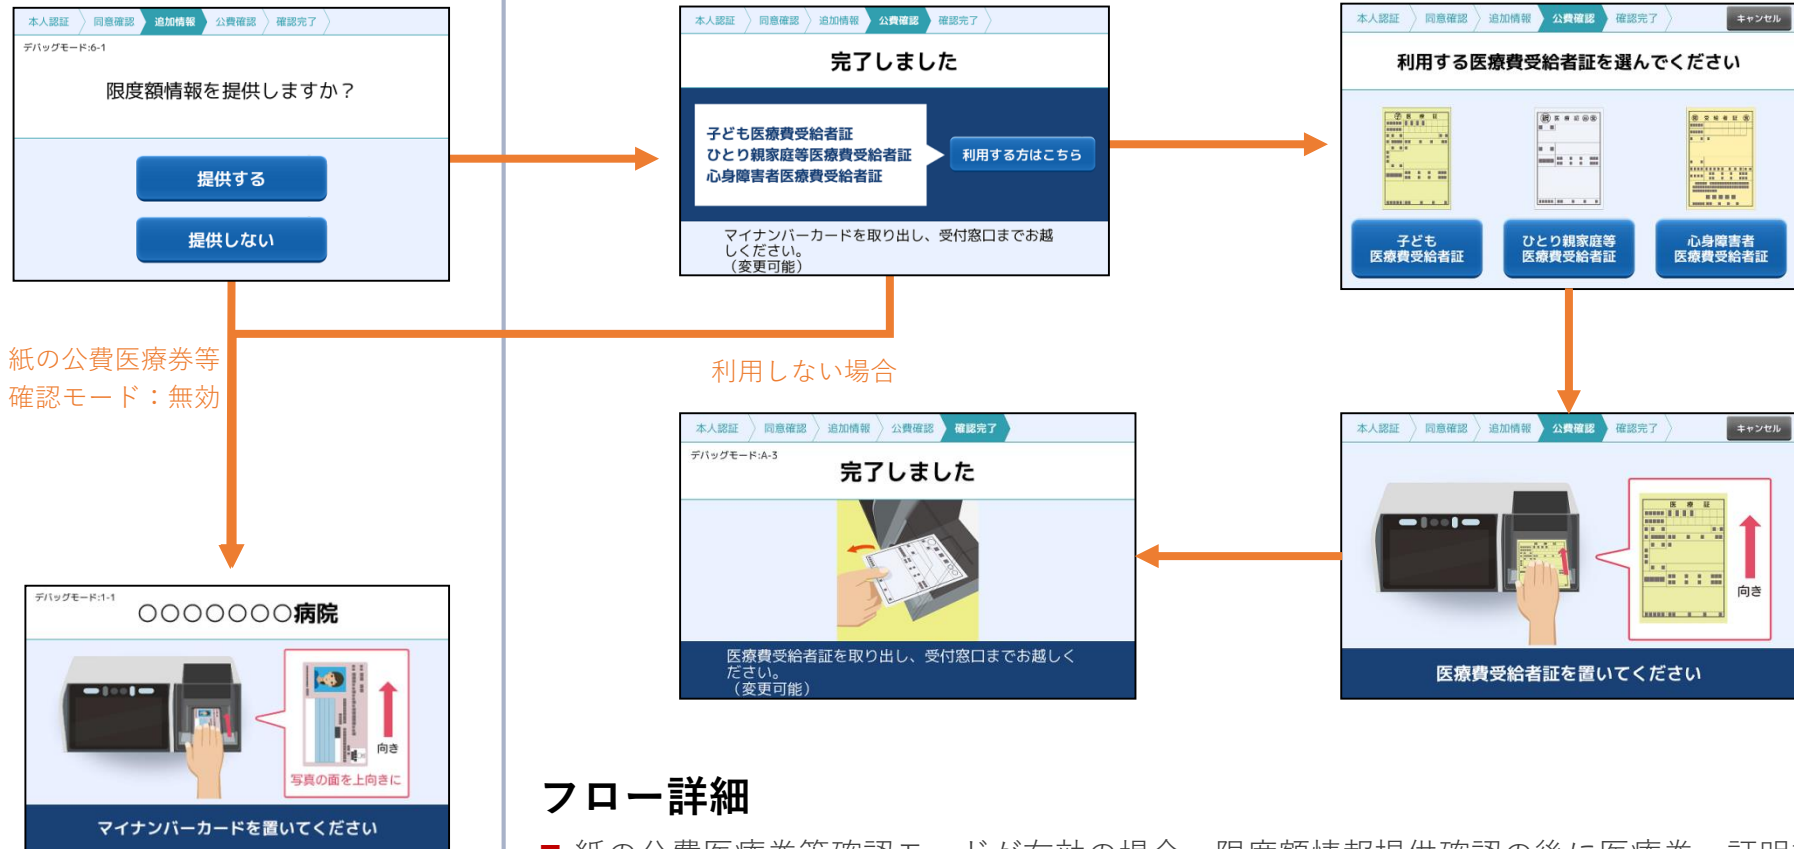 本人認証 同意確認 追加情報 公費確認 確認完了
デバッグモード:6-1
限度額情報を提供しますか？
提供する
提供しない
本人認証 同意確認 追加情報 公費確認 確認完了
完了しました
子ども医療費受給者証
ひとり親家庭等医療費受給者証
心身障害者医療費受給者証
利用する方はこちら
マイナンバーカードを取り出し、受付窓口までお越
しください。
（変更可能）
本人認証 同意確認 追加情報 公費確認 確認完了 キャンセル
利用する医療費受給者証を選んでください
子ども
医療費受給者証
ひとり親家庭等
医療費受給者証
心身障害者
医療費受給者証
紙の公費医療券等
確認モード：無効
利用しない場合
本人認証 同意確認 追加情報 公費確認 確認完了
デバッグモード:A-3
完了しました
医療費受給者証を取り出し、受付窓口までお越しく
ださい。
（変更可能）
本人認証 同意確認 追加情報 公費確認 確認完了 キャンセル
医療証
向き
医療費受給者証を置いてください
デバッグモード:1-1
〇〇〇〇〇〇〇病院
向き
写真の面を上向きに
マイナンバーカードを置いてください
フロー詳細